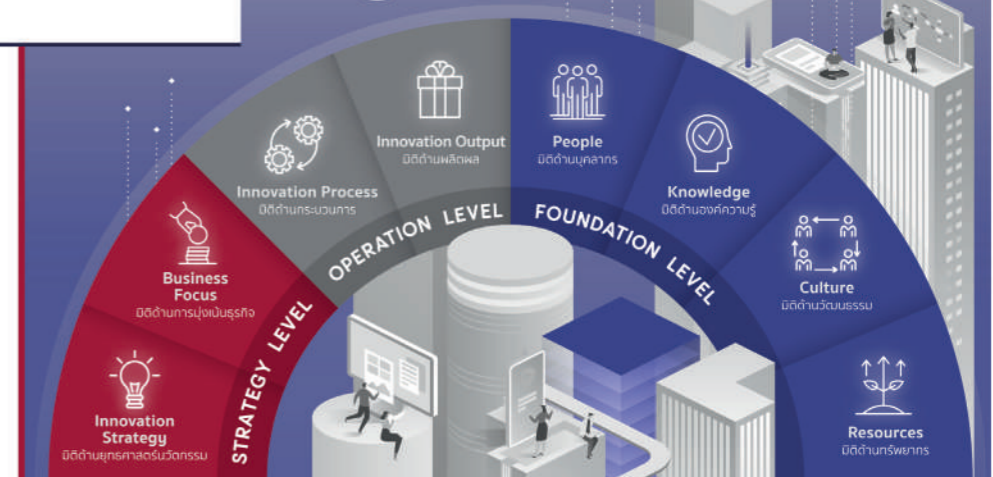 Innovation
Strategy
มิติด้านยุทธศาสตร์นวัตกรรม
Business
Focus
มิติด้านการมุ่งเน้นธุรกิจ
STRATEGY LEVEL
Innovation Process
มิติด้านกระบวนการ
Innovation Output
มิติด้านผลิตผล
OPERATION LEVEL
People
มิติด้านบุคลากร
Knowledge
มิติด้านองค์ความรู้
Culture
มิติด้านวัฒนธรรม
Resources
มิติด้านทรัพยากร
FOUNDATION LEVEL